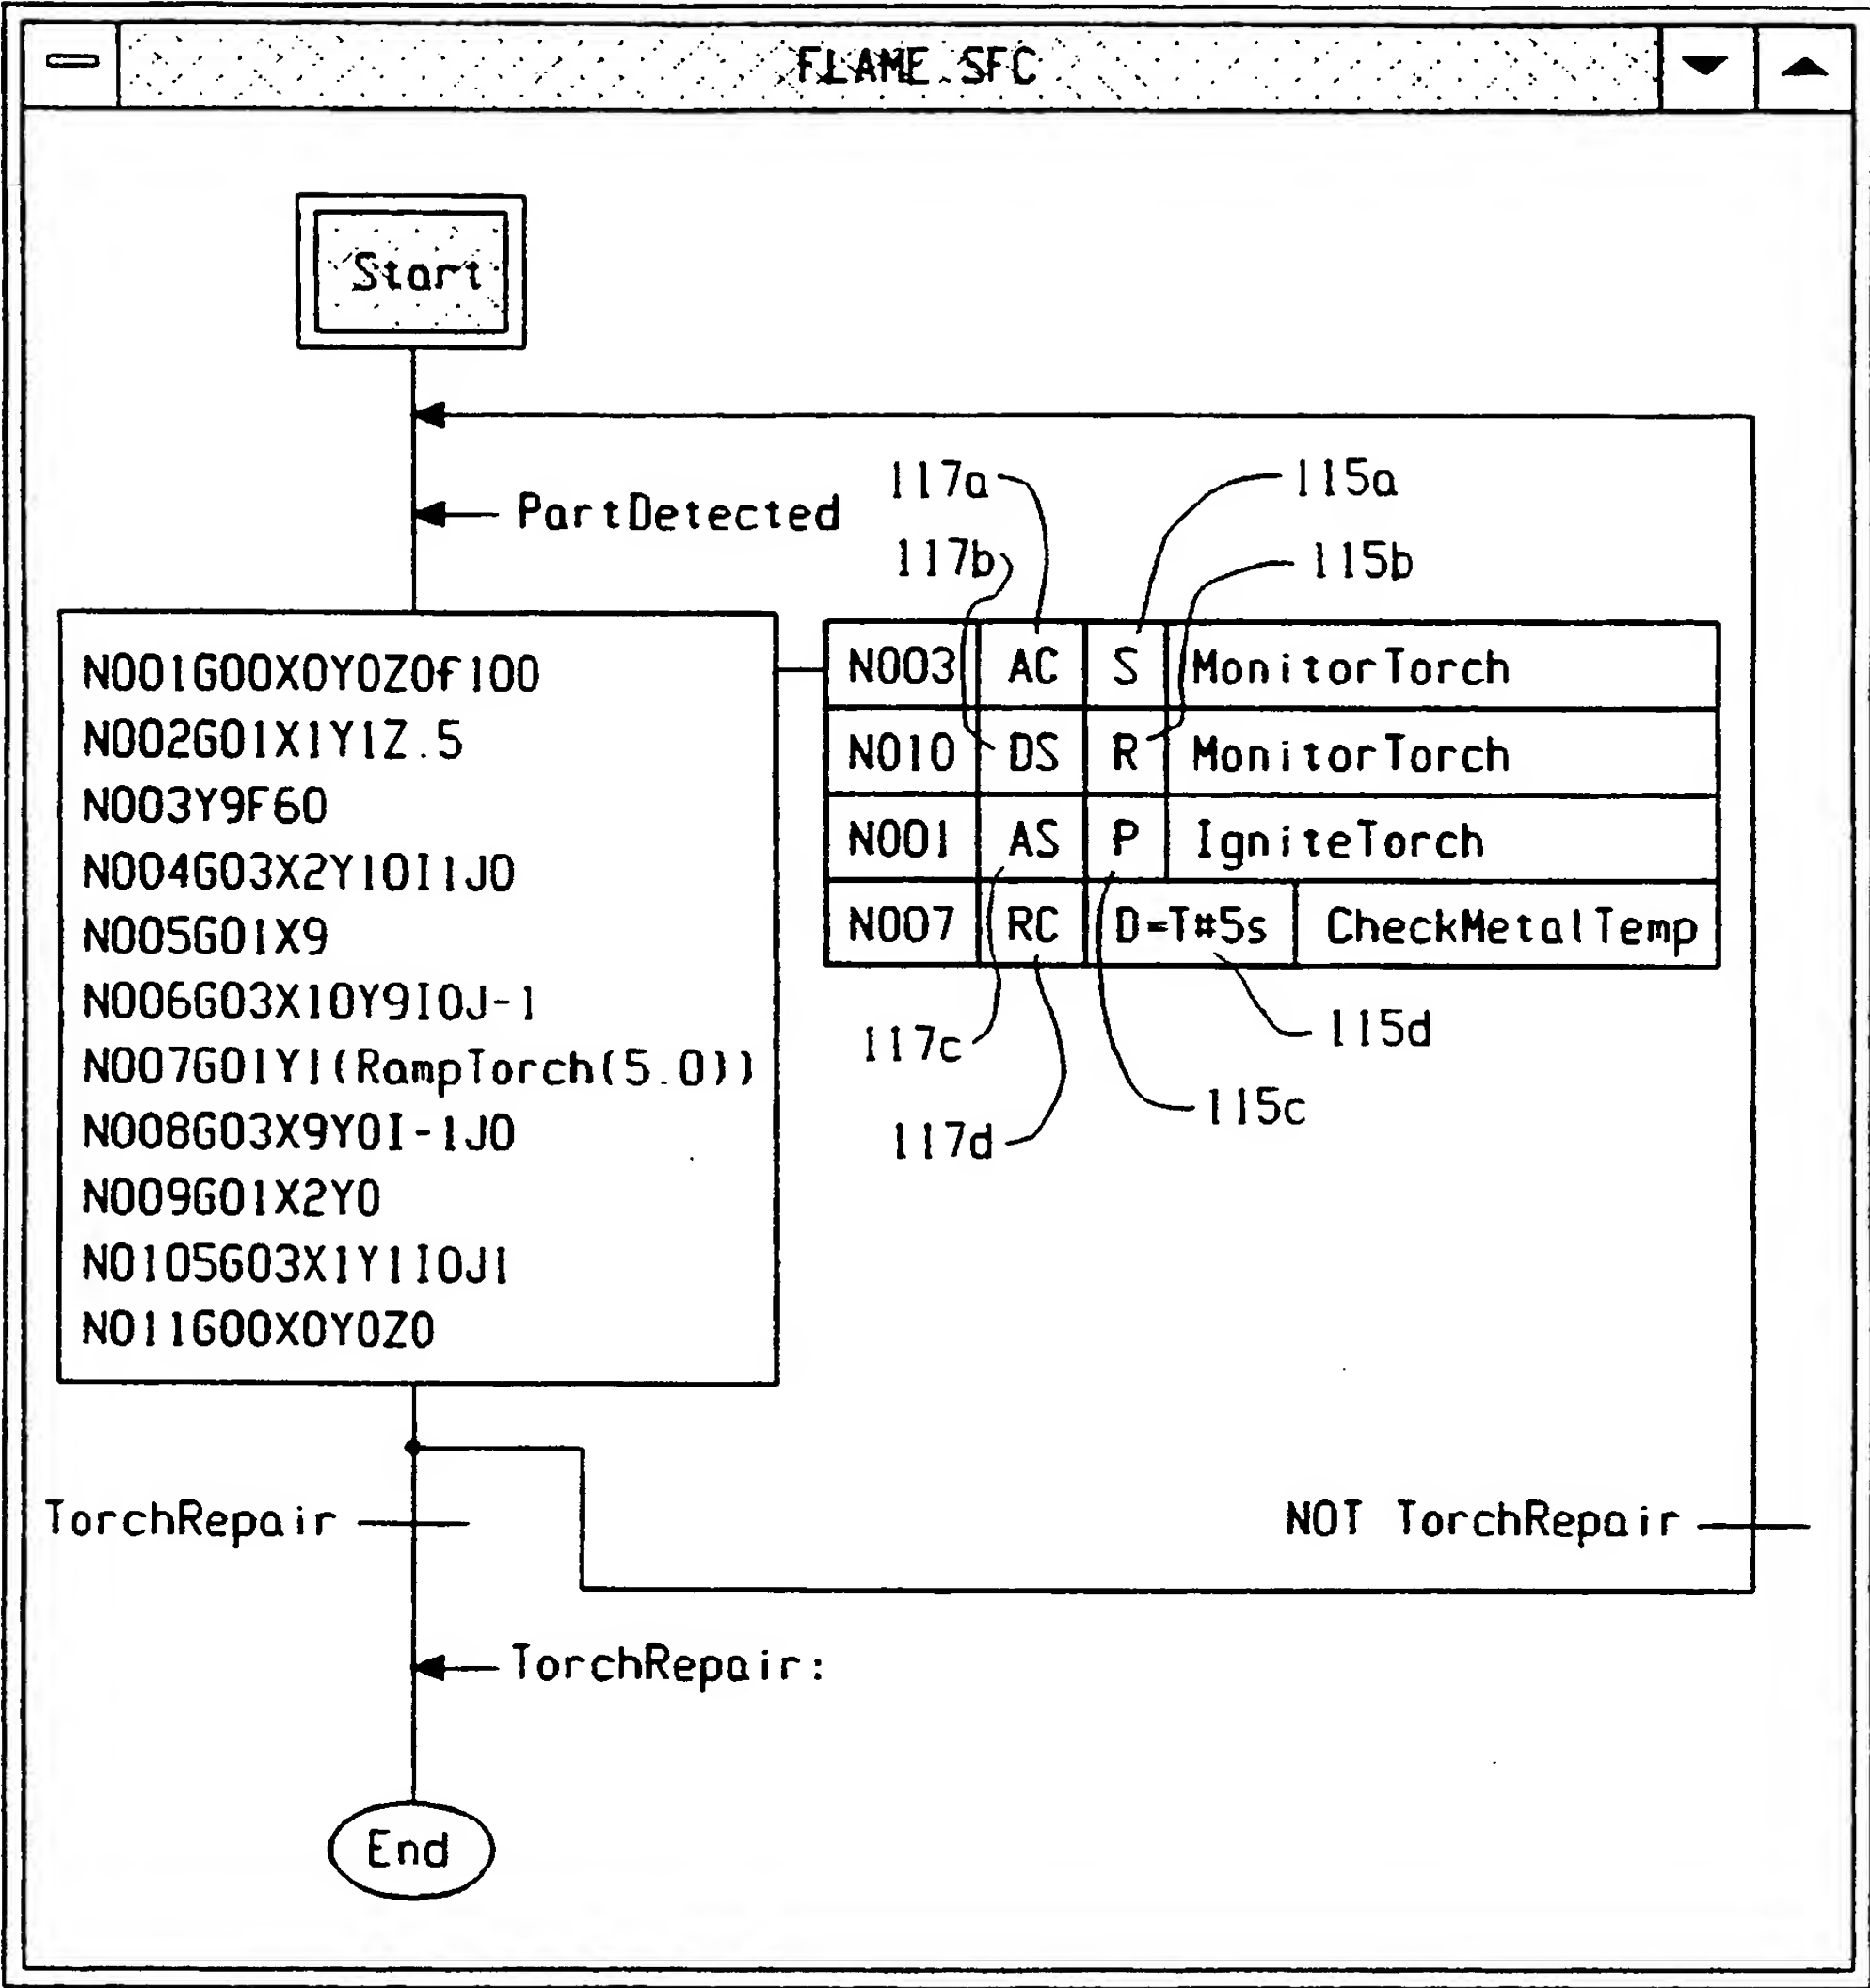 FLAME.SFC
Start
PartDetected
117a
115a
117b
115b
N001G00X0Y0Z0f100
N002G01X1Y1Z.5
N003Y9F60
N004G03X2Y10I1J0
N005G01X9
N006G03X10Y9I0J-1
N007G01Y1(RampTorch(5.0))
N008G03X9Y0I-1J0
N009G01X2Y0
N0105G03X1Y1I0J1
N011G00X0Y0Z0
N003 AC S MonitorTorch
N010 DS R MonitorTorch
N001 AS P IgniteTorch
N007 RC D=T#5s CheckMetalTemp
117c
115d
117d
115c
TorchRepair
NOT TorchRepair
TorchRepair:
End